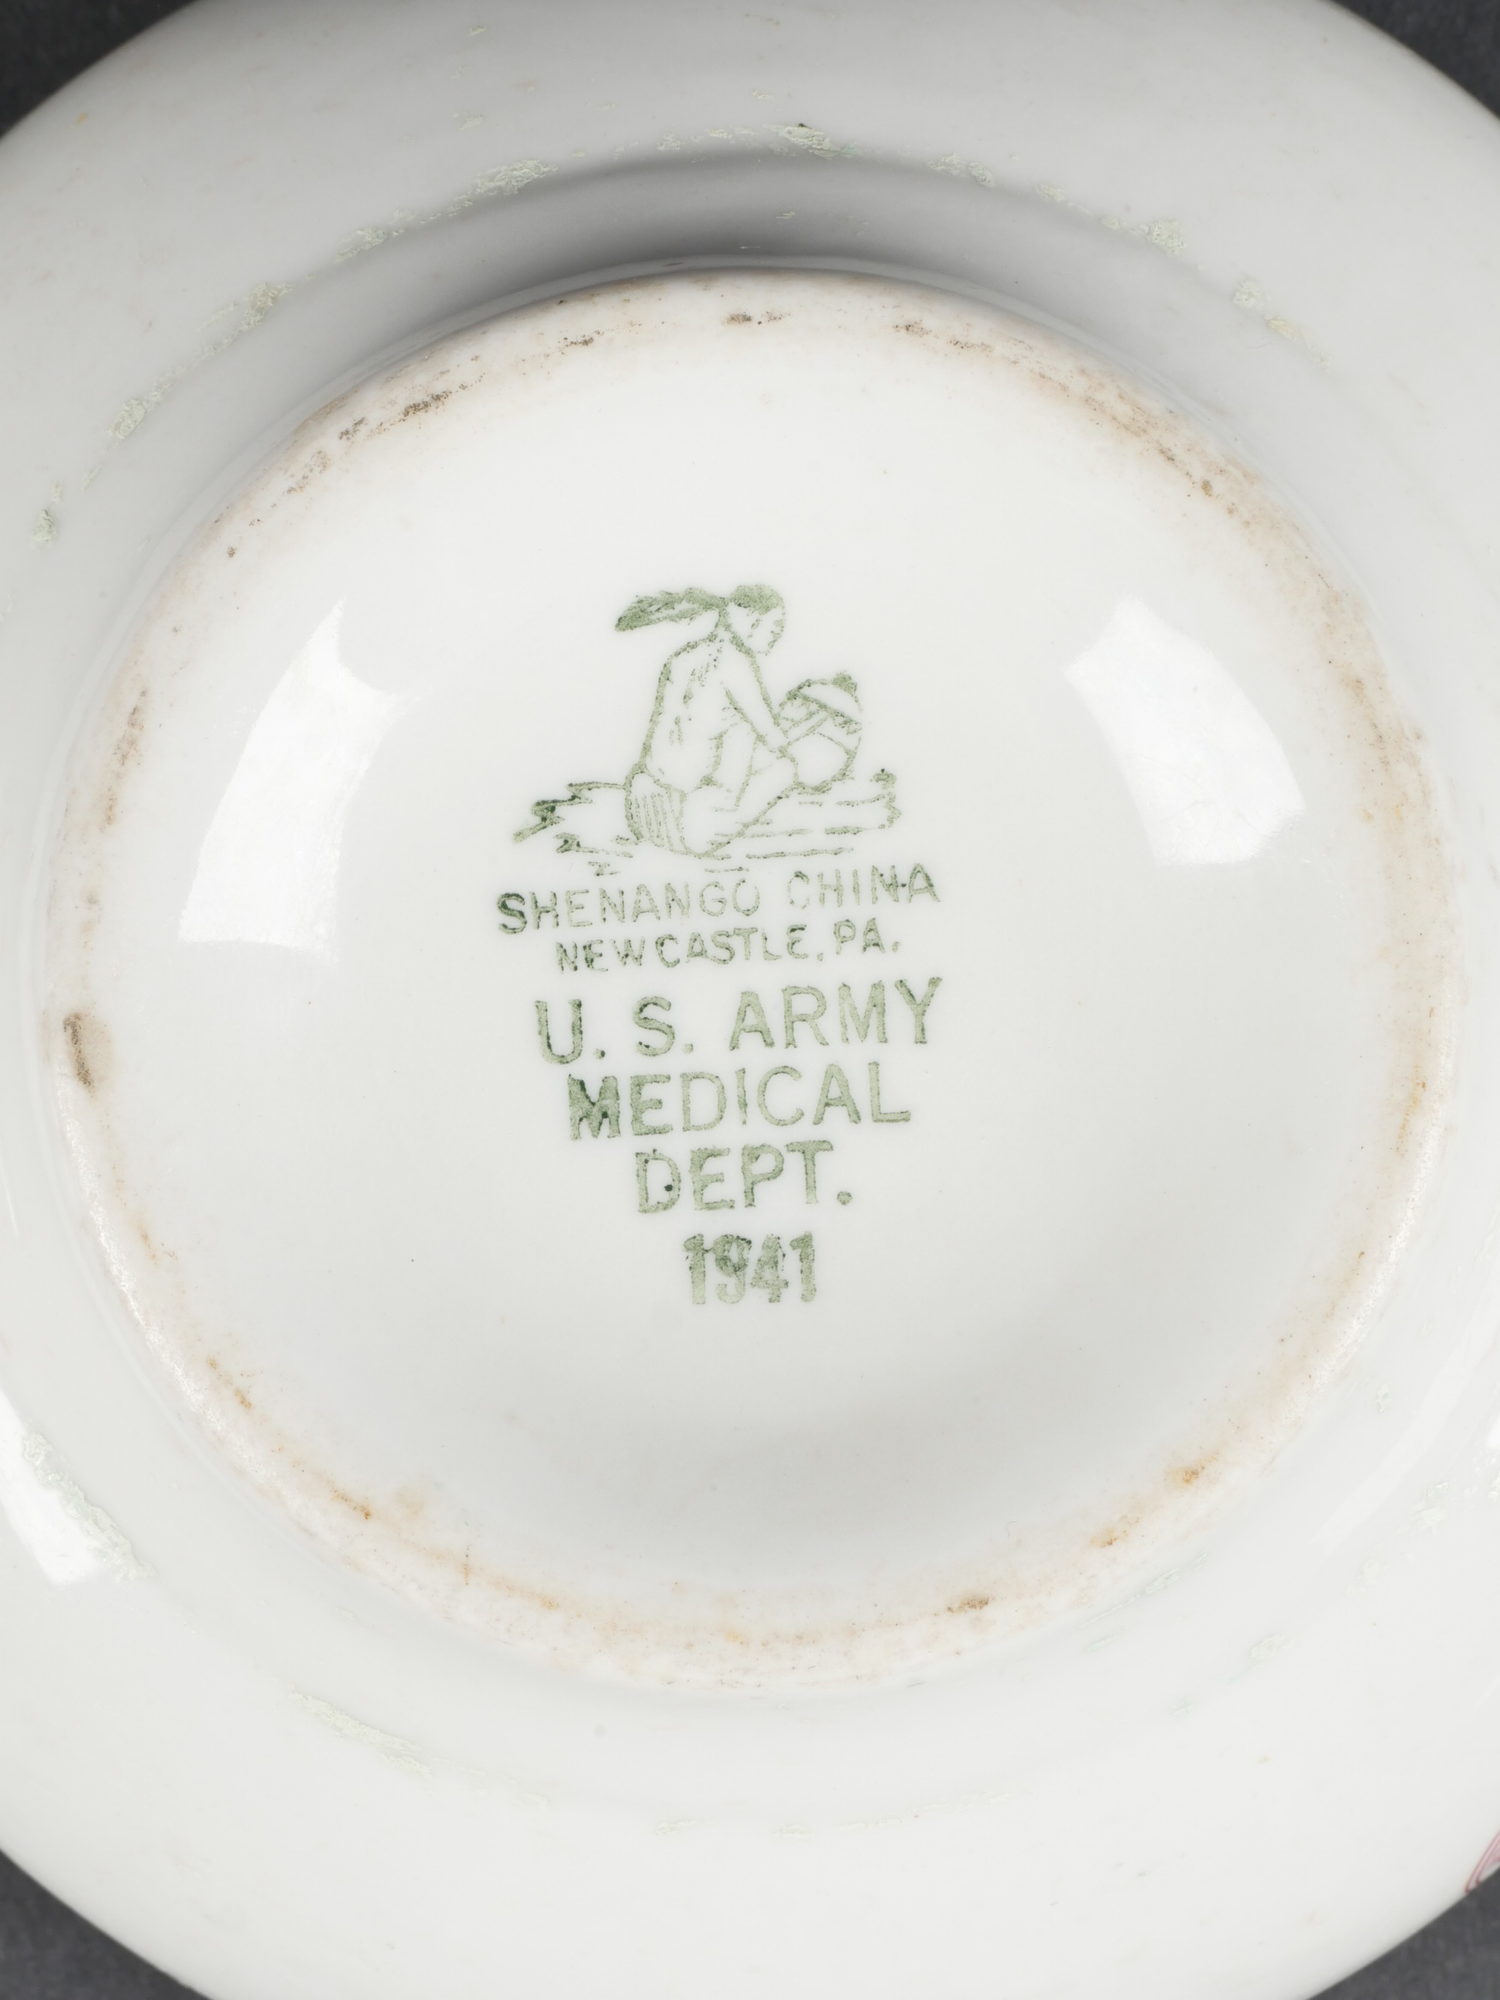 SHENANGO CHINA
NEW CASTLE, PA.
U. S. ARMY
MEDICAL
DEPT.
1941